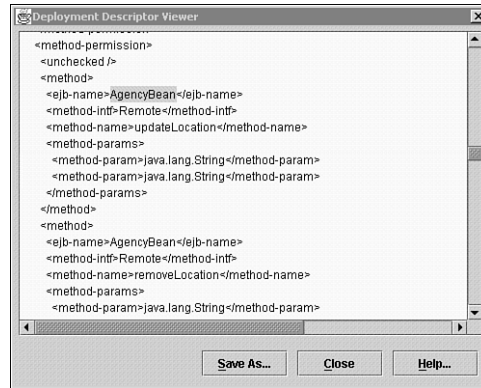 Deployment Descriptor Viewer
<method-permission>
<unchecked />
<method>
<ejb-name>AgencyBean</ejb-name>
<method-intf>Remote</method-intf>
<method-name>updateLocation</method-name>
<method-params>
<method-param>java.lang.String</method-param>
<method-param>java.lang.String</method-param>
</method-params>
</method>
<method>
<ejb-name>AgencyBean</ejb-name>
<method-intf>Remote</method-intf>
<method-name>removeLocation</method-name>
<method-params>
<method-param>java.lang.String</method-param>
Save As... Close Help...